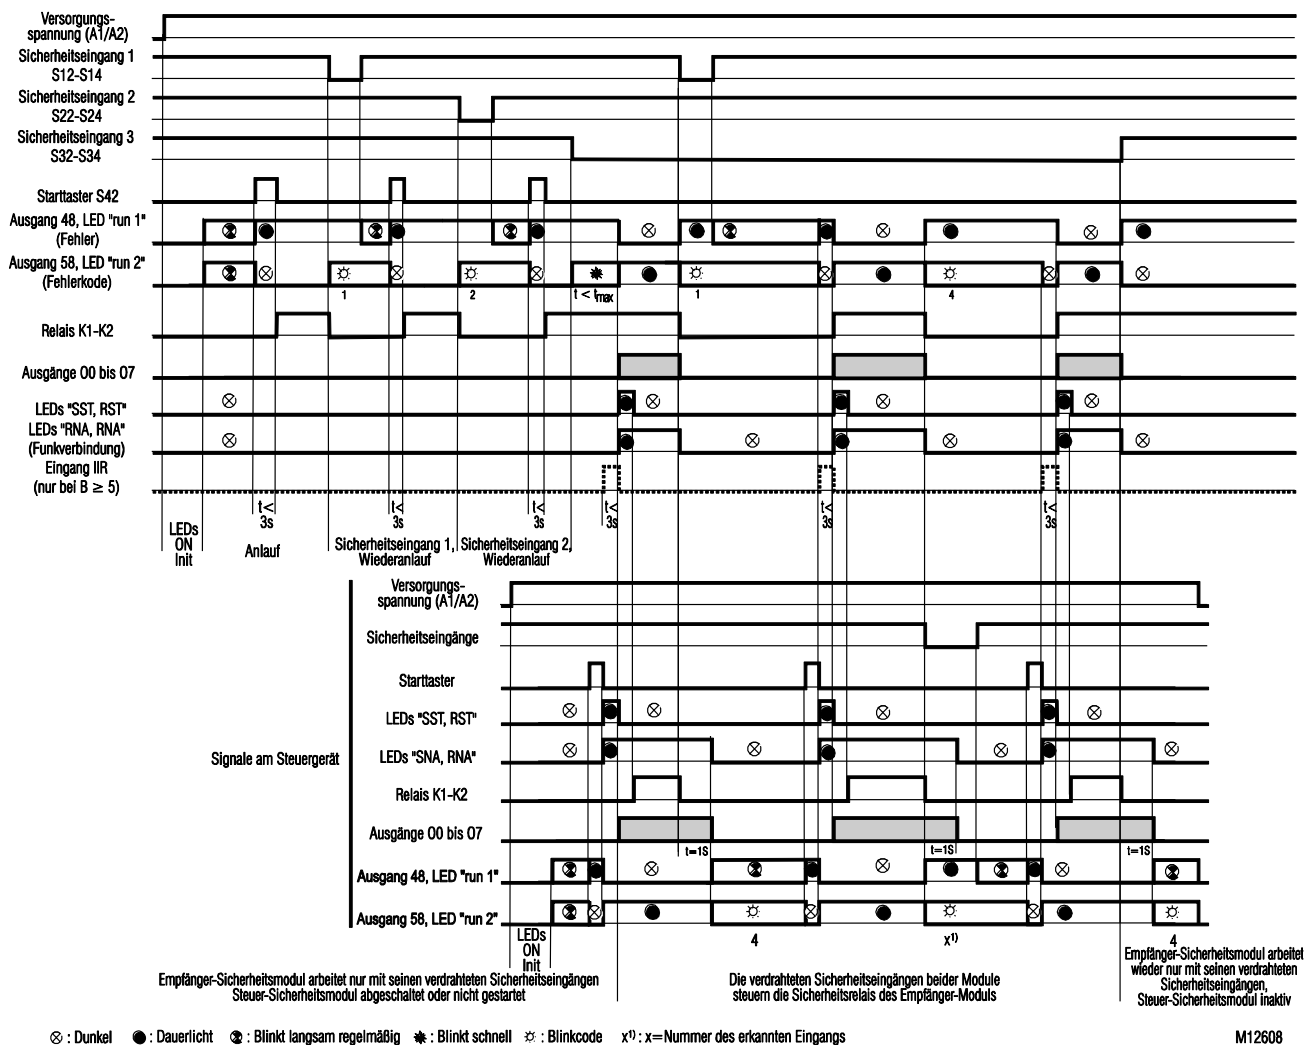 Versorgungs-
spannung (A1/A2)
Sicherheitseingang 1
S12-S14
Sicherheitseingang 2
S22-S24
Sicherheitseingang 3
S32-S34
Starttaster S42
Ausgang 48, LED "run 1"
(Fehler)
Ausgang 58, LED "run 2"
(Fehlerkode)
1
2
t < tmax
1
4
Relais K1-K2
Ausgänge 00 bis 07
LEDs "SST, RST"
LEDs "RNA, RNA"
(Funkverbindung)
Eingang IIR
(nur bei B ≥ 5)
t<
3s
t<
3s
t<
3s
t<
3s
t<
3s
t<
3s
LEDs
ON
Init
Anlauf
Sicherheitseingang 1,
Wiederanlauf
Sicherheitseingang 2,
Wiederanlauf
Versorgungs-
spannung (A1/A2)
Sicherheitseingänge
Starttaster
LEDs "SST, RST"
Signale am Steuergerät
LEDs "SNA, RNA"
Relais K1-K2
Ausgänge 00 bis 07
t=1S
t=1S
t=1S
Ausgang 48, LED "run 1"
Ausgang 58, LED "run 2"
LEDs
ON
Init
4
x¹⁾
4
Empfänger-Sicherheitsmodul arbeitet nur mit seinen verdrahteten Sicherheitseingängen
Steuer-Sicherheitsmodul abgeschaltet oder nicht gestartet
Die verdrahteten Sicherheitseingängen beider Module
steuern die Sicherheitsrelais des Empfänger-Moduls
Empfänger-Sicherheitsmodul arbeitet
wieder nur mit seinen verdrahteten
Sicherheitseingängen,
Steuer-Sicherheitsmodul inaktiv
: Dunkel : Dauerlicht : Blinkt langsam regelmäßig : Blinkt schnell : Blinkcode x¹⁾ : x=Nummer des erkannten Eingangs
M12608